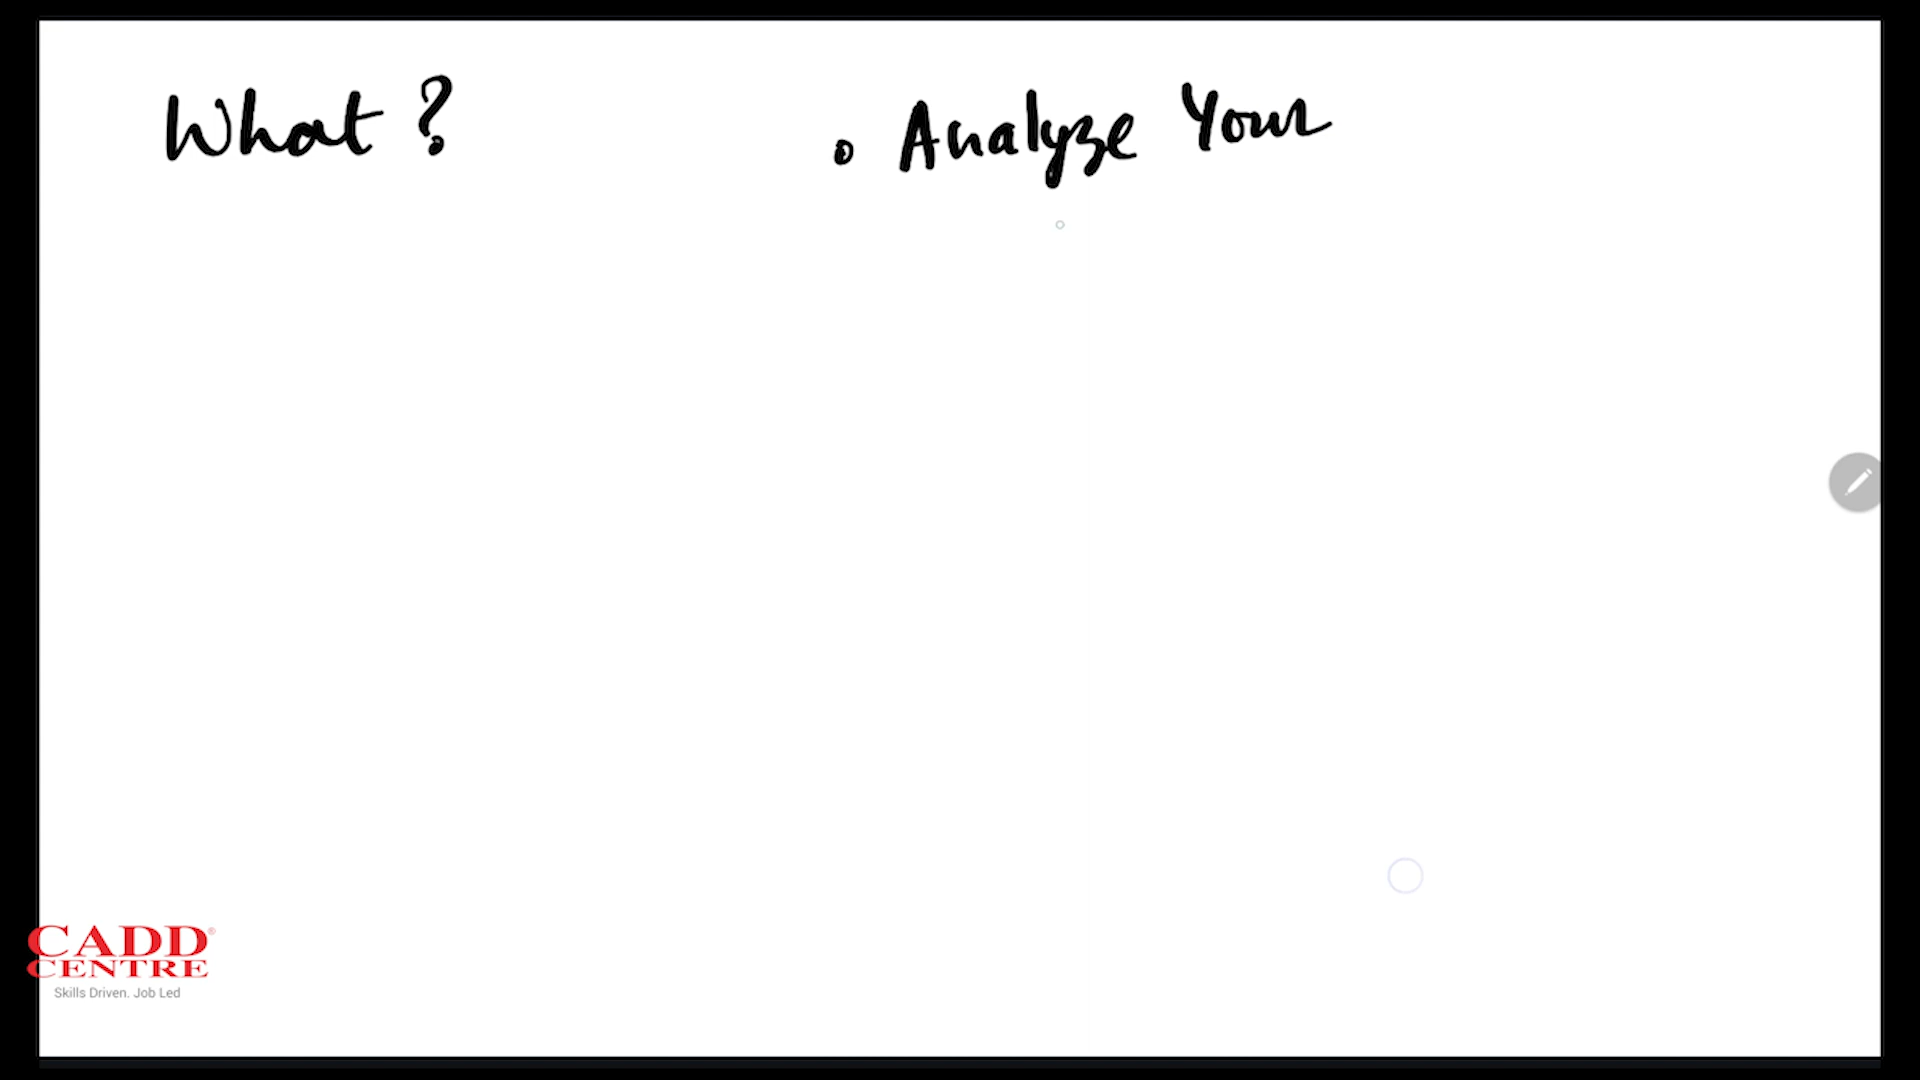 What ?
• Analyze Your
CADD®
CENTRE
Skills Driven. Job Led